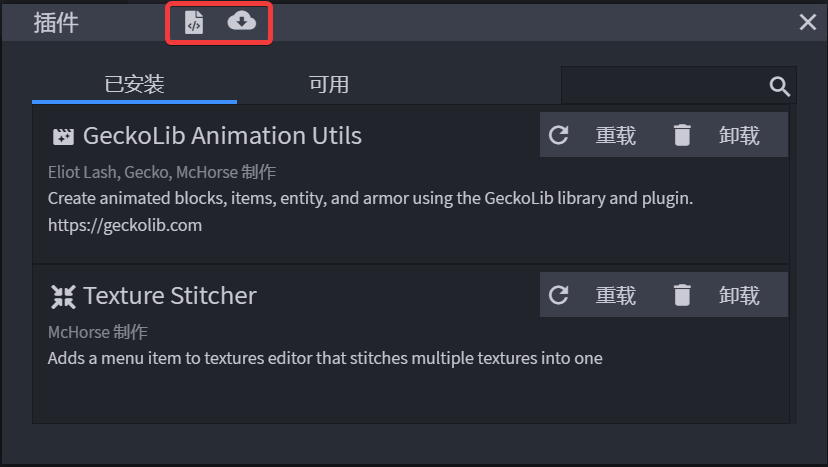 插件
已安装
可用
GeckoLib Animation Utils
重载
卸载
Eliot Lash, Gecko, McHorse 制作
Create animated blocks, items, entity, and armor using the GeckoLib library and plugin.
https://geckolib.com
Texture Stitcher
重载
卸载
McHorse 制作
Adds a menu item to textures editor that stitches multiple textures into one